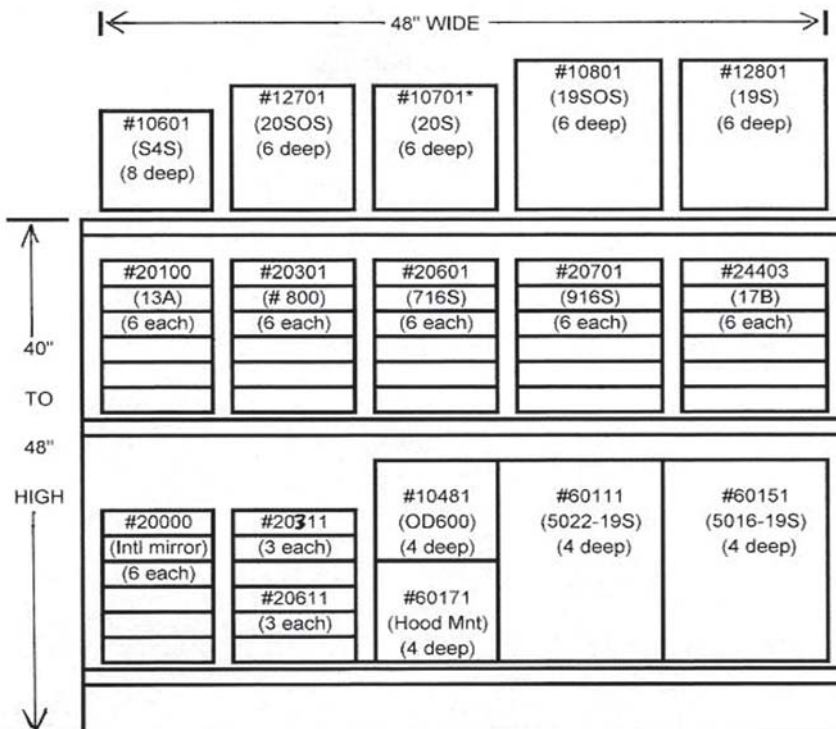 48" WIDE
#10601
(S4S)
(8 deep)
#12701
(20SOS)
(6 deep)
#10701*
(20S)
(6 deep)
#10801
(19SOS)
(6 deep)
#12801
(19S)
(6 deep)
40"
TO
48"
HIGH
#20100
(13A)
(6 each)
#20301
(# 800)
(6 each)
#20601
(716S)
(6 each)
#20701
(916S)
(6 each)
#24403
(17B)
(6 each)
#20000
(Intl mirror)
(6 each)
#20311
(3 each)
#20611
(3 each)
#10481
(OD600)
(4 deep)
#60171
(Hood Mnt)
(4 deep)
#60111
(5022-19S)
(4 deep)
#60151
(5016-19S)
(4 deep)